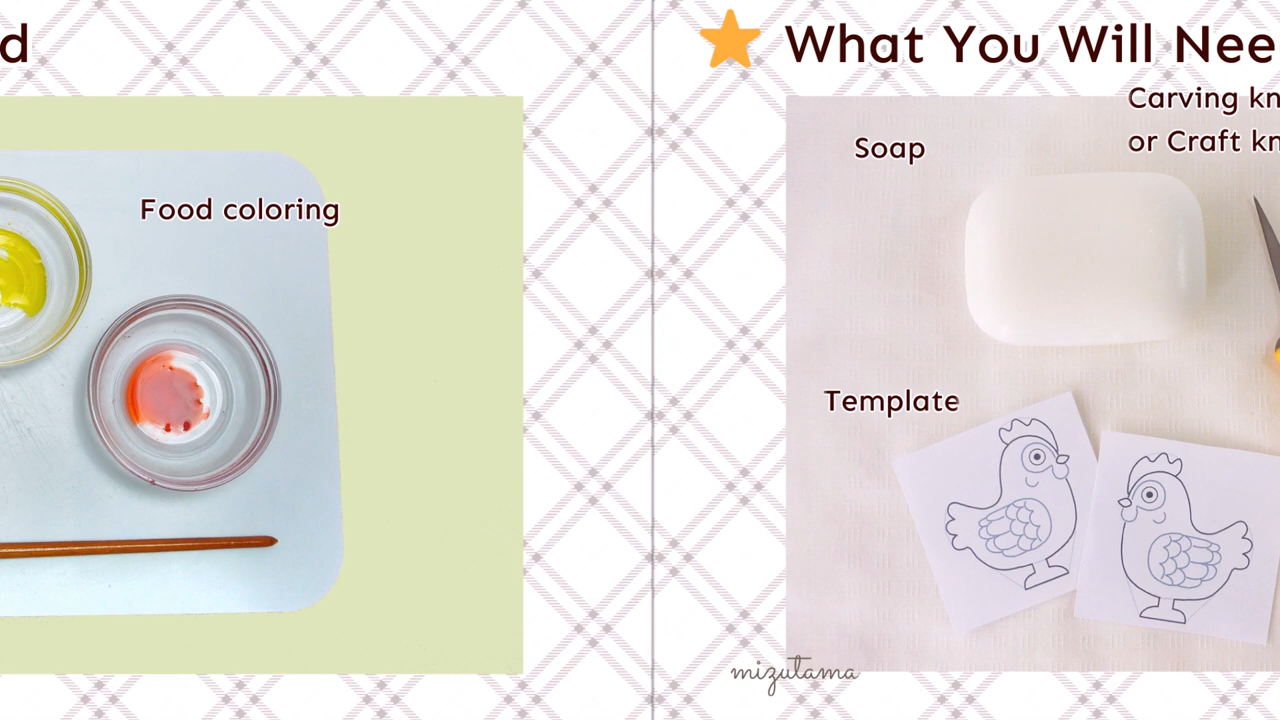 d
Food coloring
What You Will Nee
Carving kn
or Craft kn
Soap
Template
mizutama